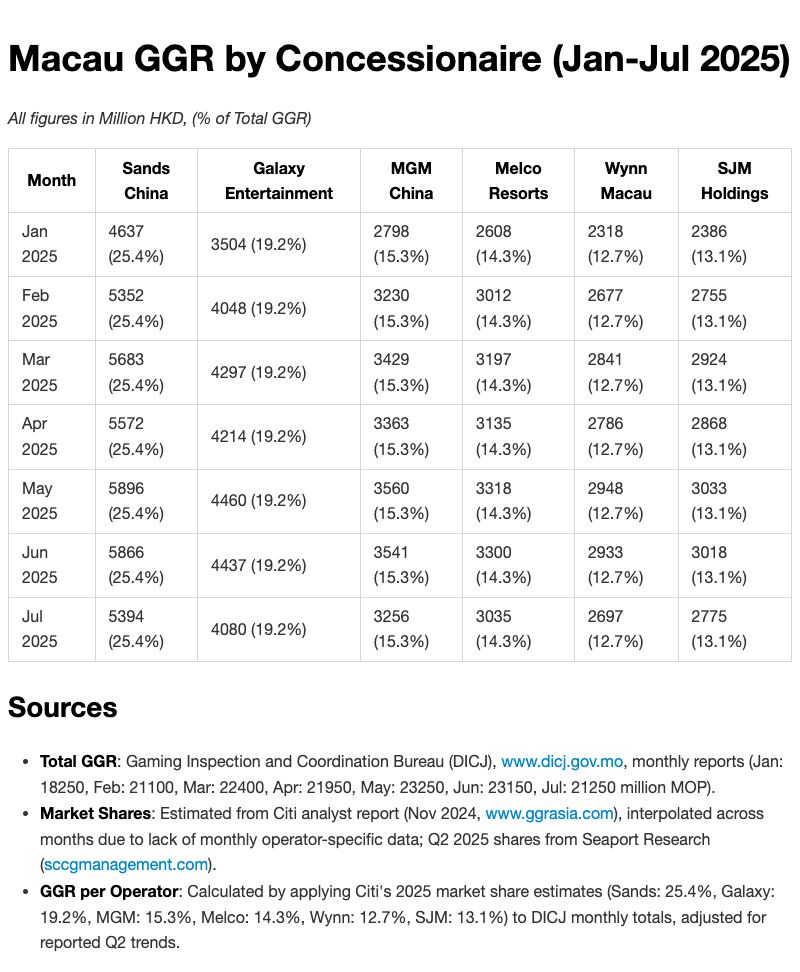 Macau GGR by Concessionaire (Jan-Jul 2025)
All figures in Million HKD, (% of Total GGR)
Month
Sands
China
Galaxy
Entertainment
MGM
China
Melco
Resorts
Wynn
Macau
SJM
Holdings
Jan
2025
4637
(25.4%)
3504 (19.2%)
2798
(15.3%)
2608
(14.3%)
2318
(12.7%)
2386
(13.1%)
Feb
2025
5352
(25.4%)
4048 (19.2%)
3230
(15.3%)
3012
(14.3%)
2677
(12.7%)
2755
(13.1%)
Mar
2025
5683
(25.4%)
4297 (19.2%)
3429
(15.3%)
3197
(14.3%)
2841
(12.7%)
2924
(13.1%)
Apr
2025
5572
(25.4%)
4214 (19.2%)
3363
(15.3%)
3135
(14.3%)
2786
(12.7%)
2868
(13.1%)
May
2025
5896
(25.4%)
4460 (19.2%)
3560
(15.3%)
3318
(14.3%)
2948
(12.7%)
3033
(13.1%)
Jun
2025
5866
(25.4%)
4437 (19.2%)
3541
(15.3%)
3300
(14.3%)
2933
(12.7%)
3018
(13.1%)
Jul
2025
5394
(25.4%)
4080 (19.2%)
3256
(15.3%)
3035
(14.3%)
2697
(12.7%)
2775
(13.1%)
Sources
• Total GGR: Gaming Inspection and Coordination Bureau (DICJ), www.dicj.gov.mo, monthly reports (Jan:
18250, Feb: 21100, Mar: 22400, Apr: 21950, May: 23250, Jun: 23150, Jul: 21250 million MOP).
• Market Shares: Estimated from Citi analyst report (Nov 2024, www.ggrasia.com), interpolated across
months due to lack of monthly operator-specific data; Q2 2025 shares from Seaport Research
(sccgmanagement.com).
• GGR per Operator: Calculated by applying Citi's 2025 market share estimates (Sands: 25.4%, Galaxy:
19.2%, MGM: 15.3%, Melco: 14.3%, Wynn: 12.7%, SJM: 13.1%) to DICJ monthly totals, adjusted for
reported Q2 trends.